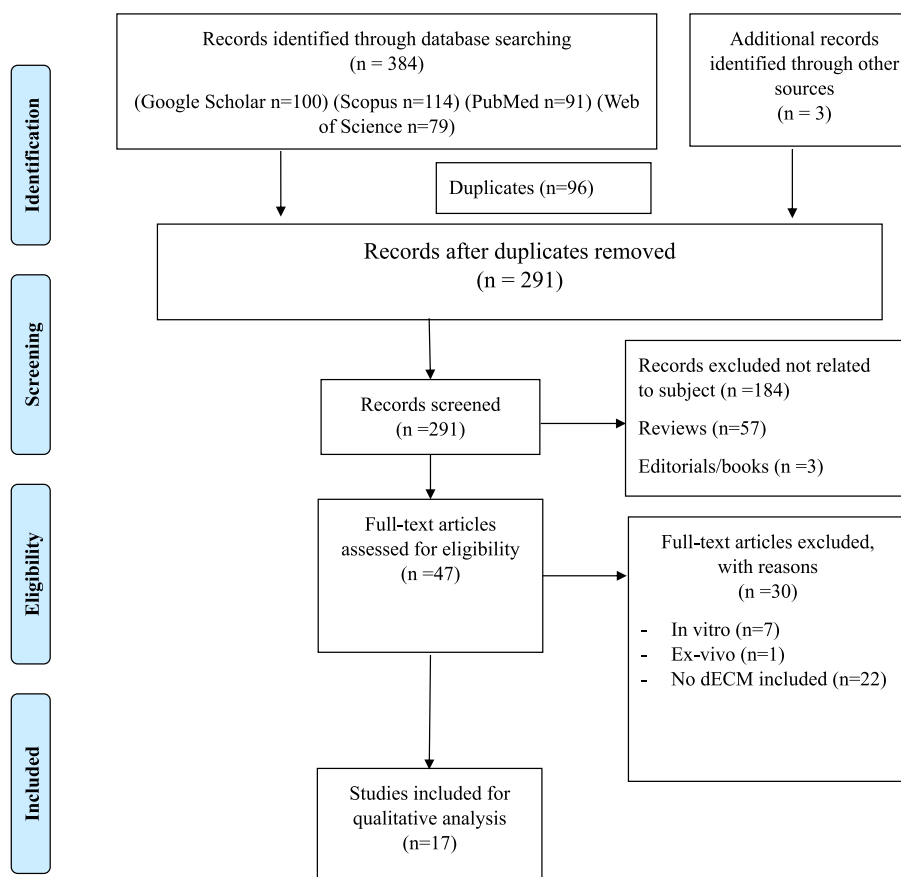 Records identified through database searching
(n = 384)
(Google Scholar n=100) (Scopus n=114) (PubMed n=91) (Web
of Science n=79)
Additional records
identified through other
sources
(n = 3)
Identification
Duplicates (n=96)
Records after duplicates removed
(n = 291)
Screening
Records screened
(n =291)
Records excluded not related
to subject (n =184)
Reviews (n=57)
Editorials/books (n =3)
Eligibility
Full-text articles
assessed for eligibility
(n =47)
Full-text articles excluded,
with reasons
(n =30)
- In vitro (n=7)
- Ex-vivo (n=1)
- No dECM included (n=22)
Included
Studies included for
qualitative analysis
(n=17)